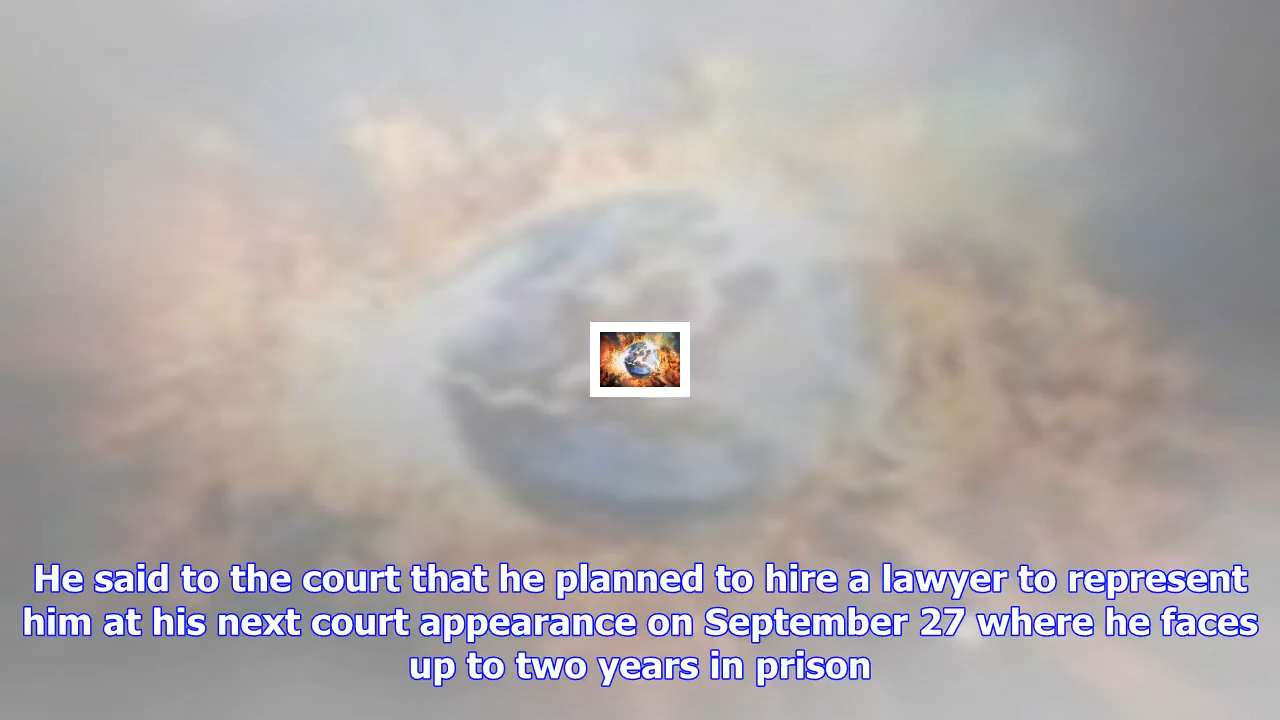 He said to the court that he planned to hire a lawyer to represent
him at his next court appearance on September 27 where he faces
up to two years in prison